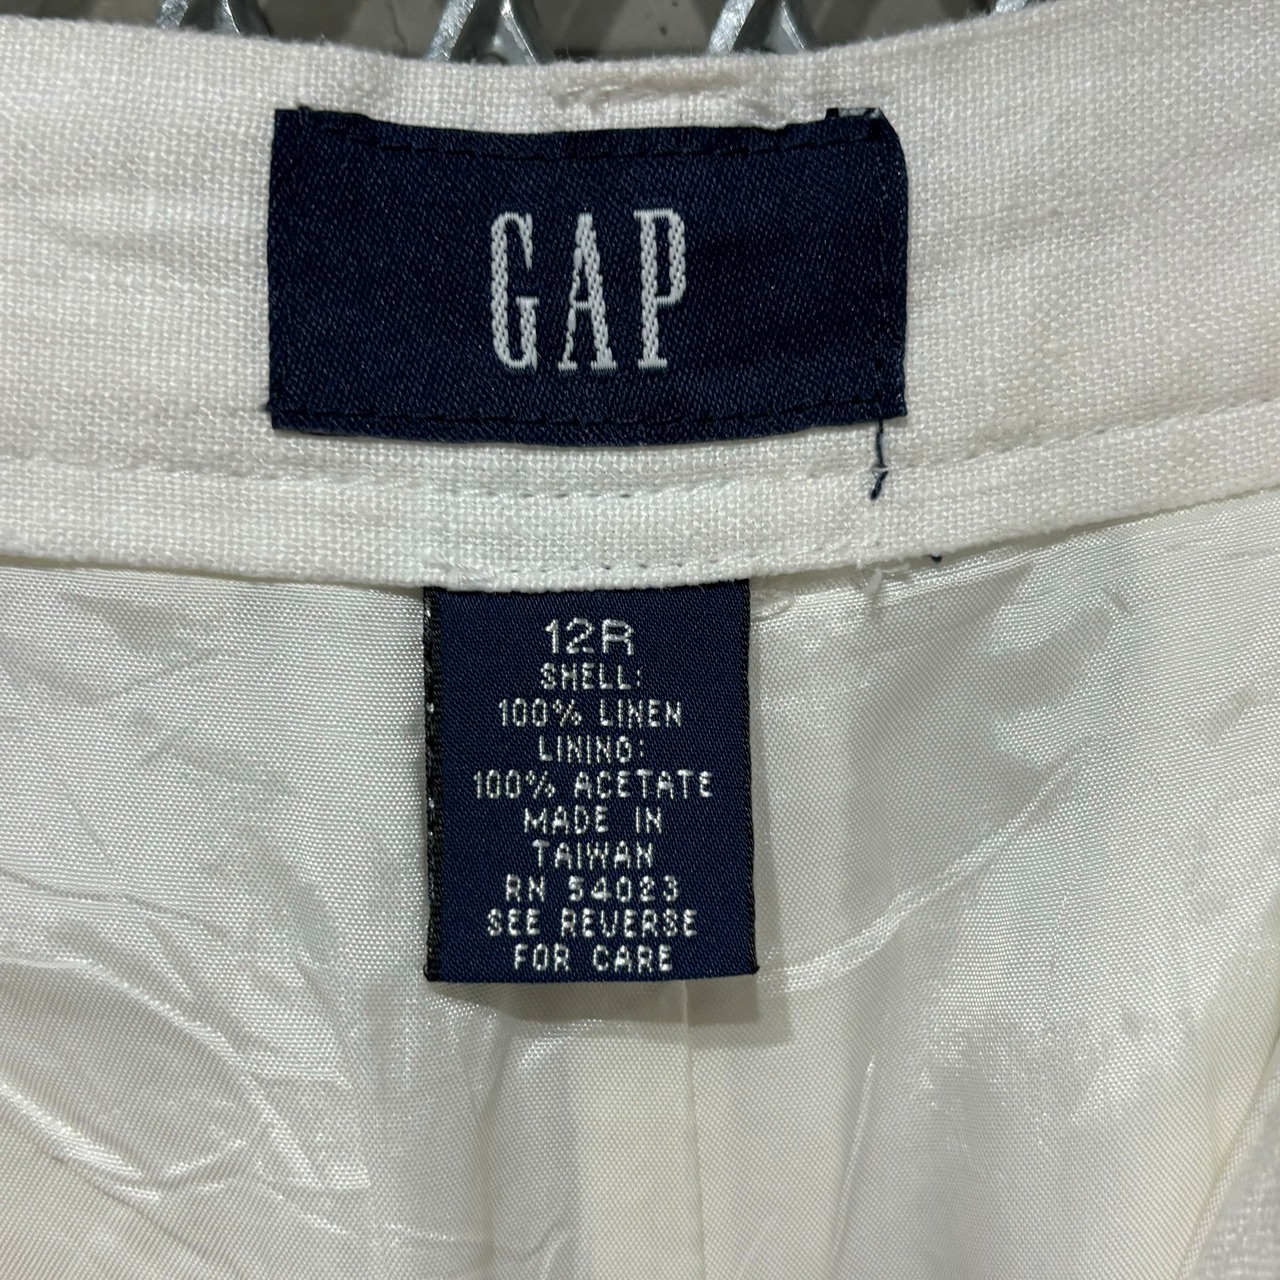 GAP
12R
SHELL:
100% LINEN
LINING:
100% ACETATE
MADE IN
TAIWAN
RN 54023
SEE REVERSE
FOR CARE